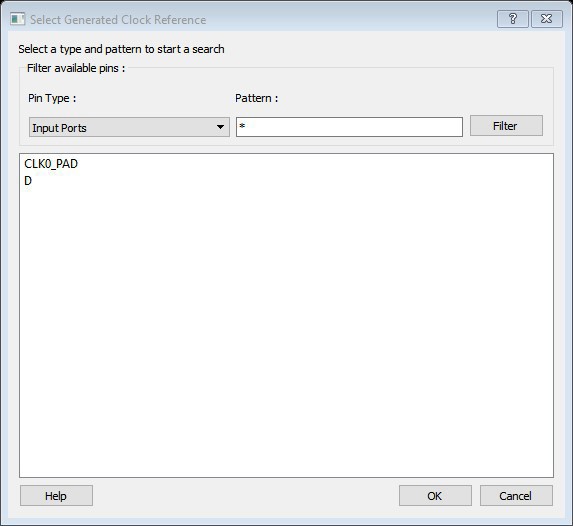 Select Generated Clock Reference
?
Select a type and pattern to start a search
Filter available pins :
Pin Type :
Pattern :
Input Ports
*
Filter
CLK0_PAD
D
Help
OK
Cancel